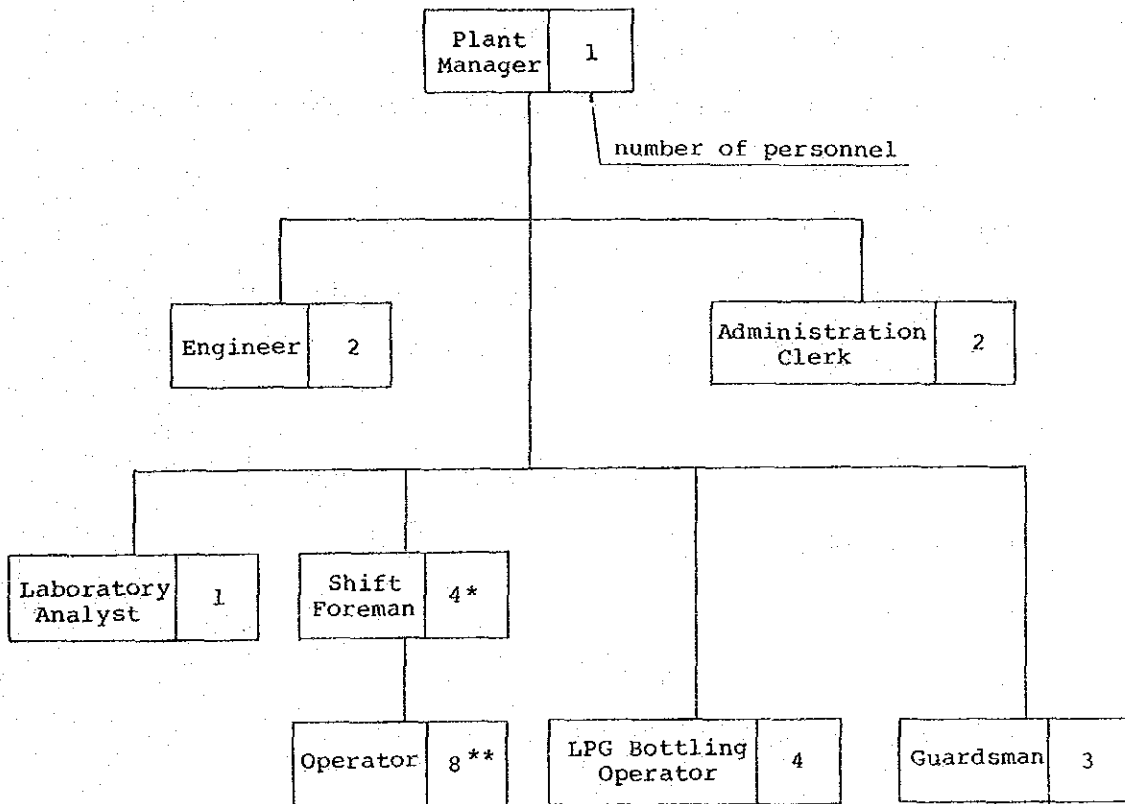 Plant
Manager
1
number of personnel
Engineer
2
Administration
Clerk
2
Laboratory
Analyst
1
Shift
Foreman
4*
Operator
8**
LPG Bottling
Operator
4
Guardsman
3